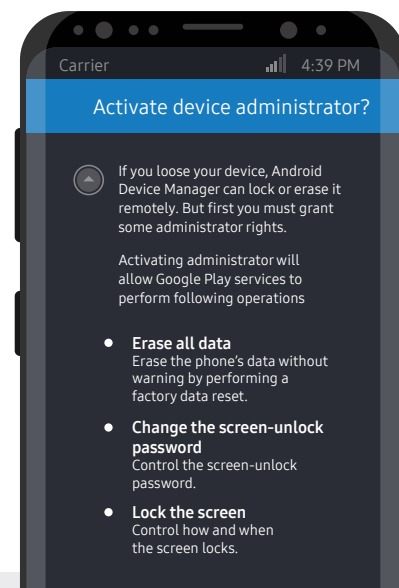 Carrier 4:39 PM
Activate device administrator?
If you loose your device, Android
Device Manager can lock or erase it
remotely. But first you must grant
some administrator rights.
Activating administrator will
allow Google Play services to
perform following operations
● Erase all data
Erase the phone's data without
warning by performing a
factory data reset.
● Change the screen-unlock
password
Control the screen-unlock
password.
● Lock the screen
Control how and when
the screen locks.